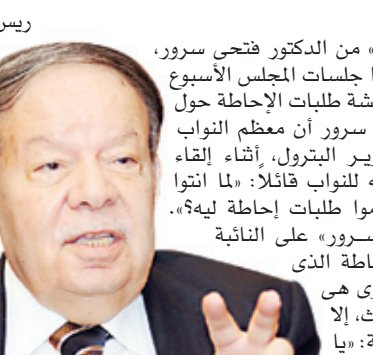 ريس
» من الدكتور فتحى سرور،
ا جلسات المجلس الأسبوع
شة طلبات الإحاطة حول
سرور أن معظم النواب
زير البترول، أثناء إلقاء
ه للنواب قائلاً: «لما انتوا
موا طلبات إحاطة ليه؟».
سرور» على النائبة
حاطة الذى
رى هى
ث، إلا
ة: «يا